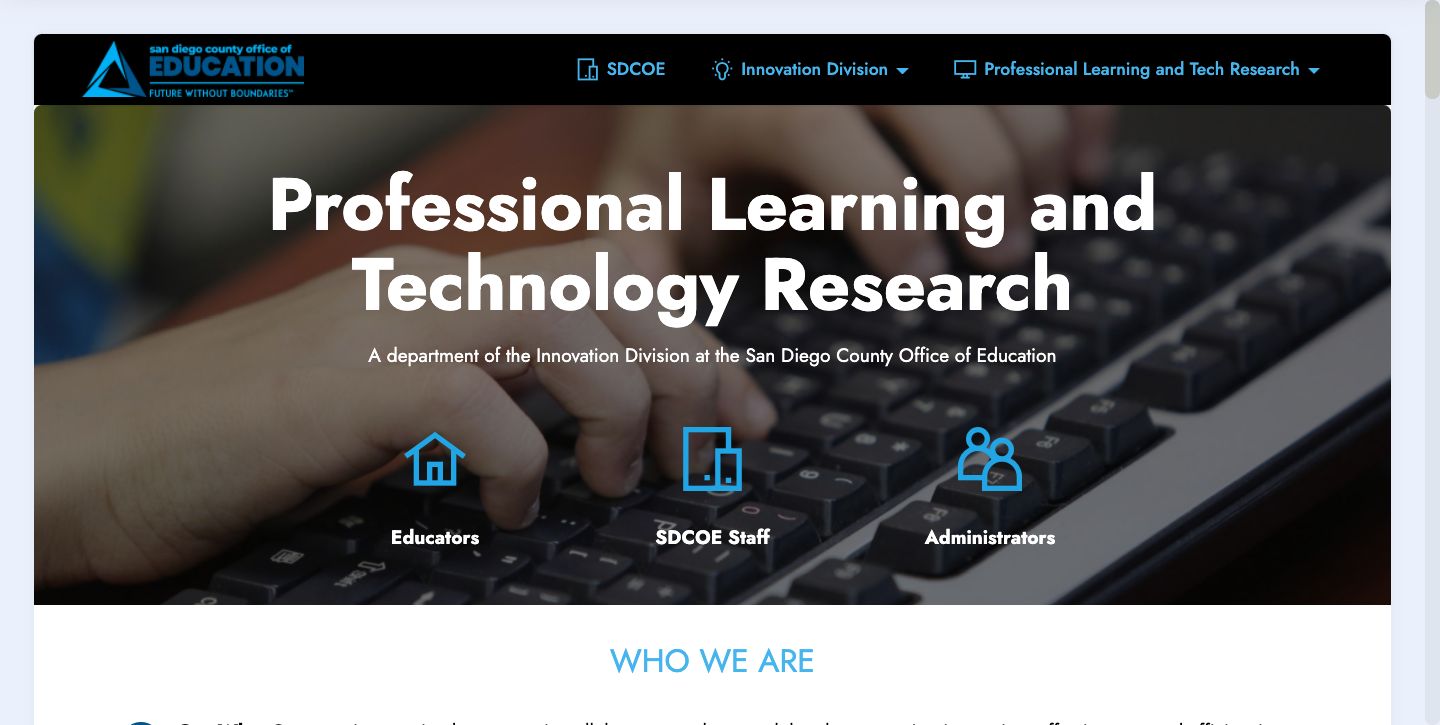 san diego county office of
EDUCATION
FUTURE WITHOUT BOUNDARIES™
SDCOE
Innovation Division
Professional Learning and Tech Research
Professional Learning and
Technology Research
A department of the Innovation Division at the San Diego County Office of Education
Educators
SDCOE Staff
Administrators
WHO WE ARE